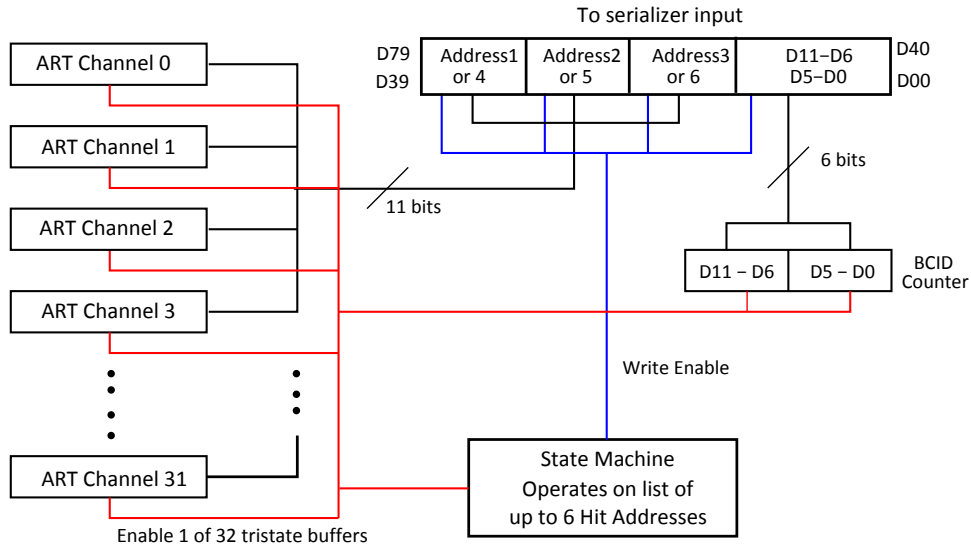 To serializer input
D79
D39
Address1
or 4
Address2
or 5
Address3
or 6
D11–D6
D5–D0
D40
D00
ART Channel 0
ART Channel 1
ART Channel 2
ART Channel 3
ART Channel 31
11 bits
6 bits
D11 – D6
D5 – D0
BCID
Counter
Write Enable
State Machine
Operates on list of
up to 6 Hit Addresses
Enable 1 of 32 tristate buffers